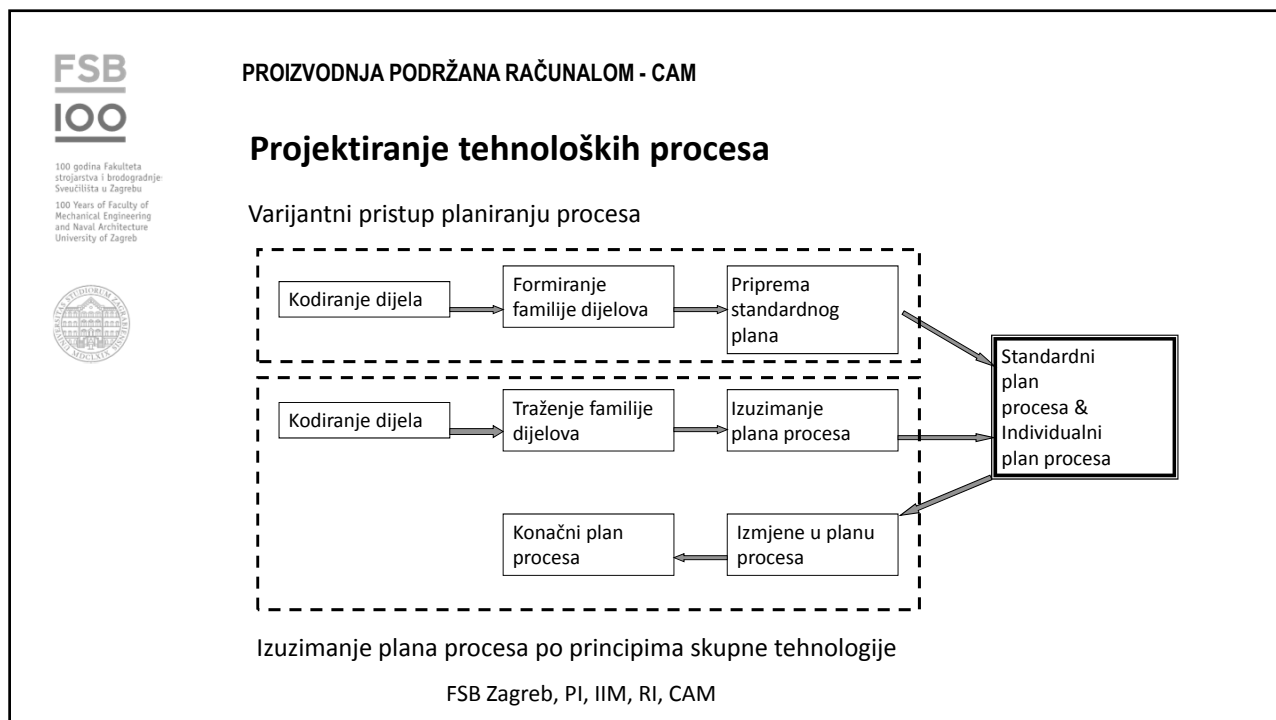 FSB
100
100 godina Fakulteta
strojarstva i brodogradnje
Sveučilišta u Zagrebu
100 Years of Faculty of
Mechanical Engineering
and Naval Architecture
University of Zagreb
PROIZVODNJA PODRŽANA RAČUNALOM - CAM
Projektiranje tehnoloških procesa
Varijantni pristup planiranju procesa
Kodiranje dijela
Formiranje
familije dijelova
Priprema
standardnog
plana
Kodiranje dijela
Traženje familije
dijelova
Izuzimanje
plana procesa
Standardni
plan
procesa &
Individualni
plan procesa
Konačni plan
procesa
Izmjene u planu
procesa
Izuzimanje plana procesa po principima skupne tehnologije
FSB Zagreb, PI, IIM, RI, CAM